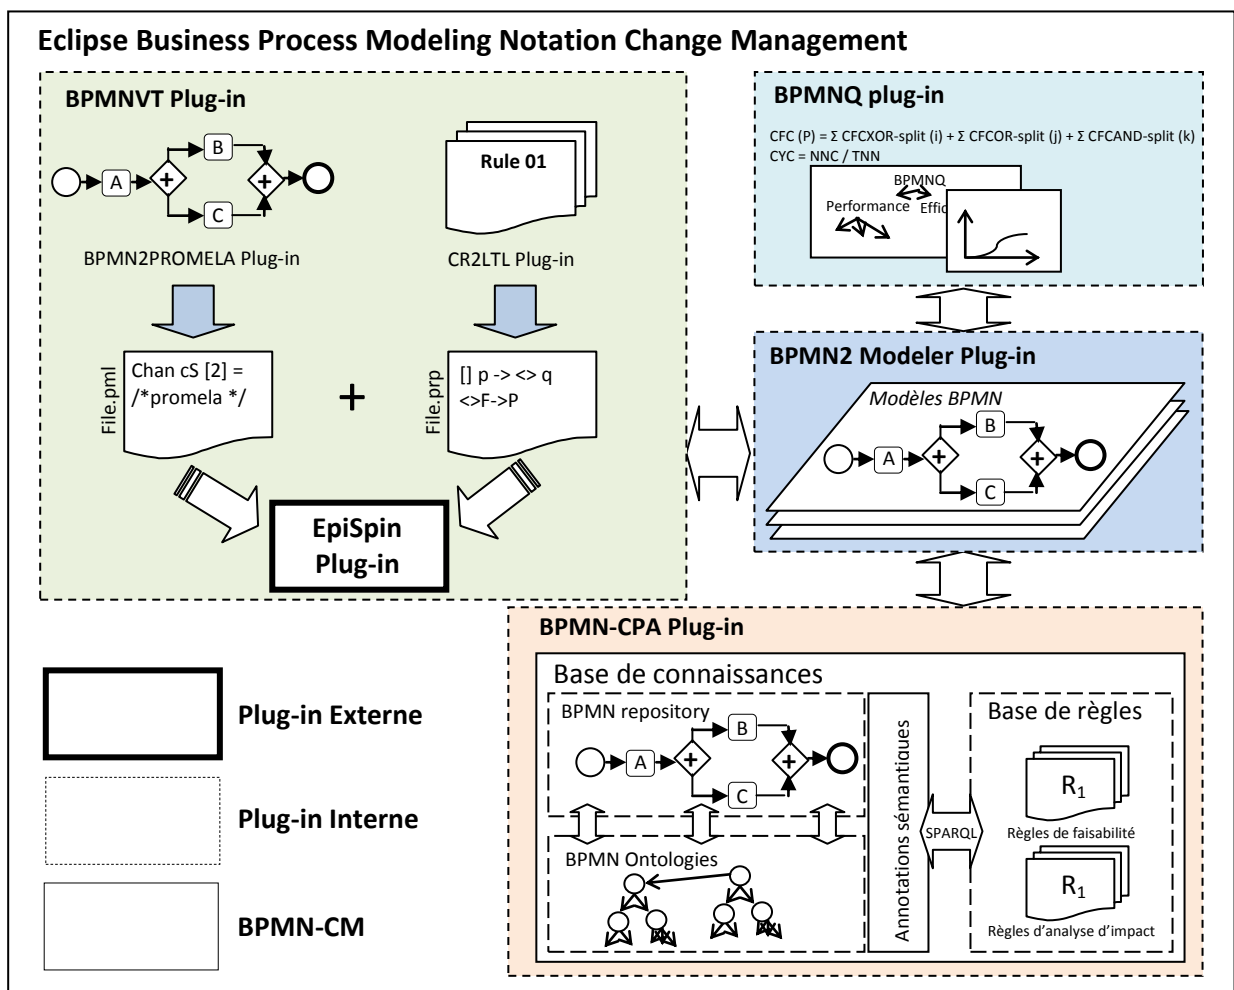 Eclipse Business Process Modeling Notation Change Management
BPMNVT Plug-in
A
B
C
BPMN2PROMELA Plug-in
Rule 01
CR2LTL Plug-in
File.pml
Chan cS [2] =
/*promela */
+
File.prp
[] p -> <> q
<>F->P
EpiSpin
Plug-in
BPMNQ plug-in
CFC (P) = Σ CFCXOR-split (i) + Σ CFCOR-split (j) + Σ CFCAND-split (k)
CYC = NNC / TNN
BPMNQ
Performance
Effic
BPMN2 Modeler Plug-in
Modèles BPMN
A
B
C
BPMN-CPA Plug-in
Base de connaissances
BPMN repository
A
B
C
BPMN Ontologies
Annotations sémantiques
SPARQL
Base de règles
R1
Règles de faisabilité
R1
Règles d'analyse d'impact
Plug-in Externe
Plug-in Interne
BPMN-CM